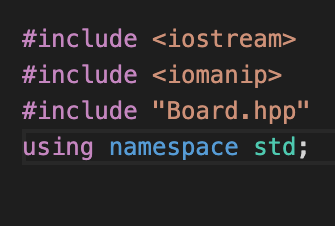 #include <iostream>
#include <iomanip>
#include "Board.hpp"
using namespace std;